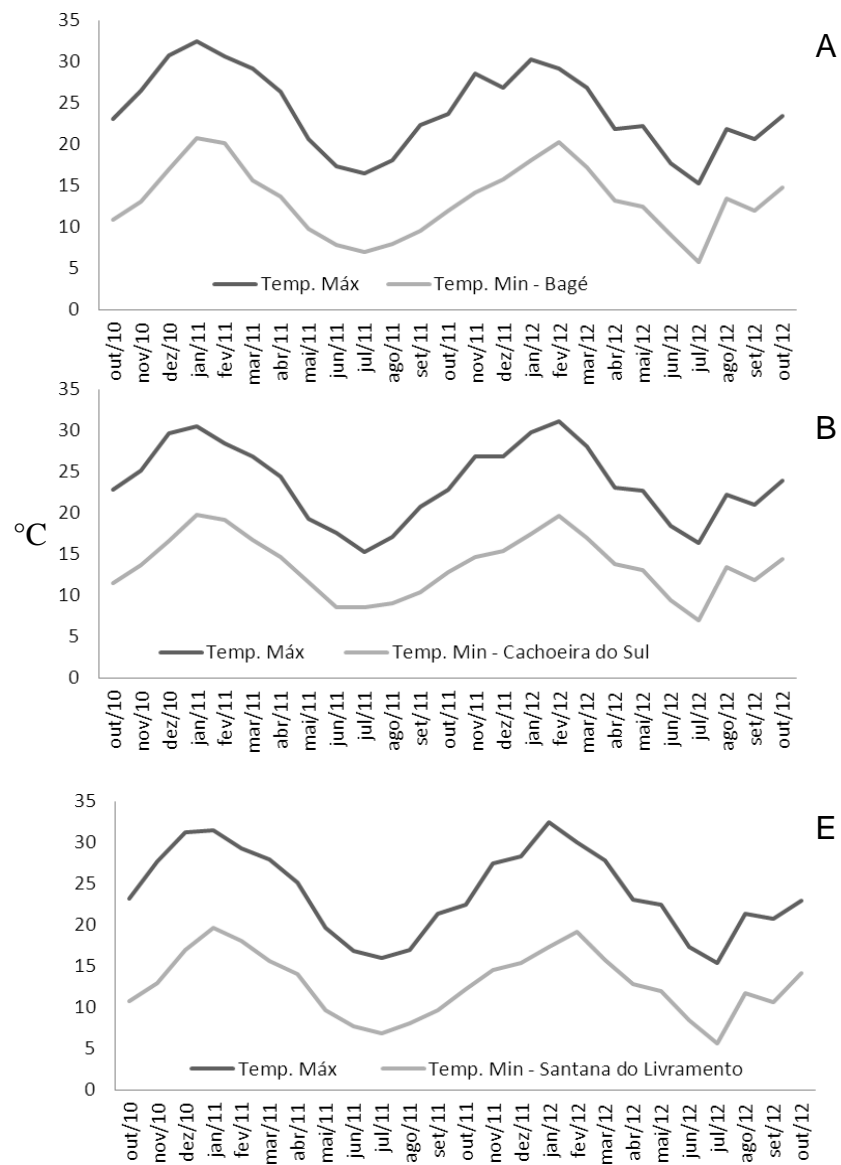 35
A
30
25
20
15
10
5
Temp. Máx Temp. Min - Bagé
0
out/10 nov/10 dez/10 jan/11 fev/11 mar/11 abr/11 mai/11 jun/11 jul/11 ago/11 set/11 out/11 nov/11 dez/11 jan/12 fev/12 mar/12 abr/12 mai/12 jun/12 jul/12 ago/12 set/12 out/12
35
B
30
25
20
°C
15
10
5
Temp. Máx Temp. Min - Cachoeira do Sul
0
out/10 nov/10 dez/10 jan/11 fev/11 mar/11 abr/11 mai/11 jun/11 jul/11 ago/11 set/11 out/11 nov/11 dez/11 jan/12 fev/12 mar/12 abr/12 mai/12 jun/12 jul/12 ago/12 set/12 out/12
35
E
30
25
20
15
10
5
Temp. Máx Temp. Min - Santana do Livramento
0
out/10 nov/10 dez/10 jan/11 fev/11 mar/11 abr/11 mai/11 jun/11 jul/11 ago/11 set/11 out/11 nov/11 dez/11 jan/12 fev/12 mar/12 abr/12 mai/12 jun/12 jul/12 ago/12 set/12 out/12